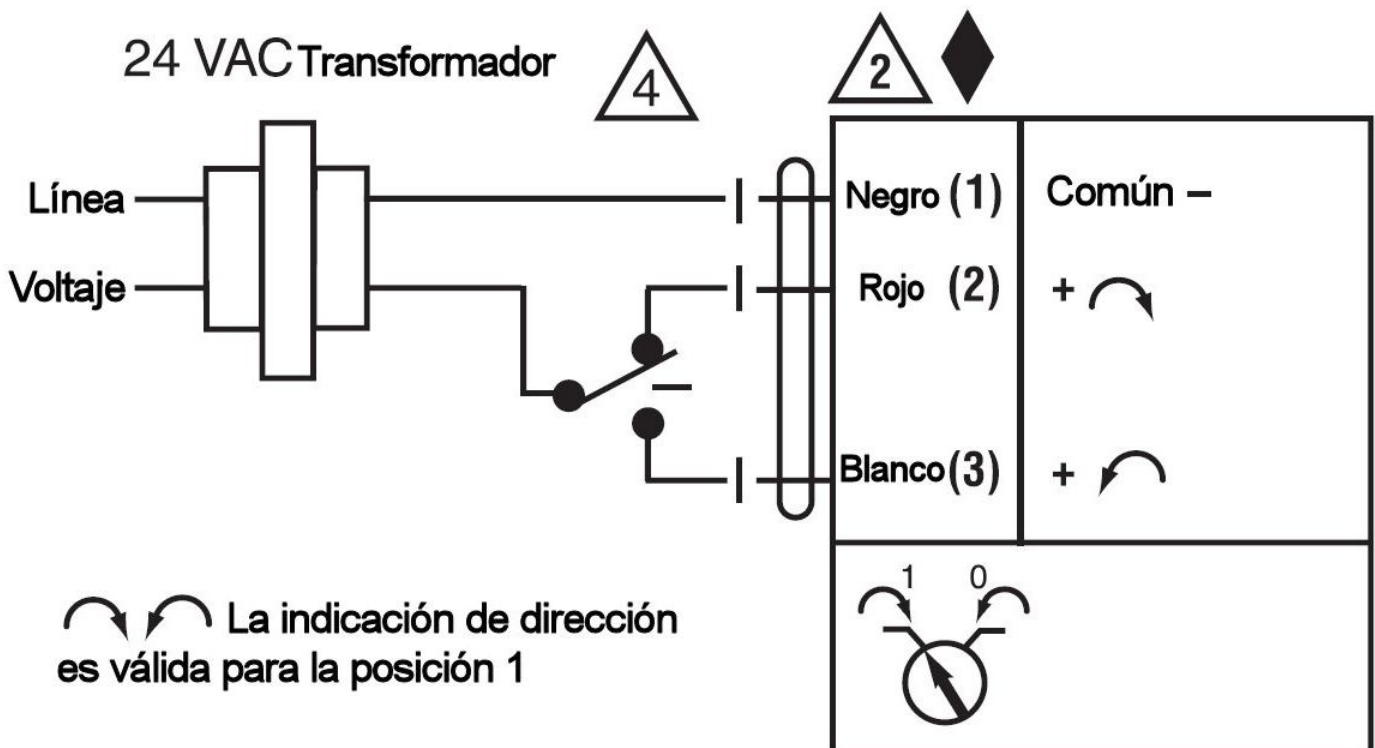 24 VAC Transformador
4
2
Línea
Voltaje
Negro (1)
Común –
Rojo (2)
+
Blanco (3)
+
1 0
La indicación de dirección
es válida para la posición 1